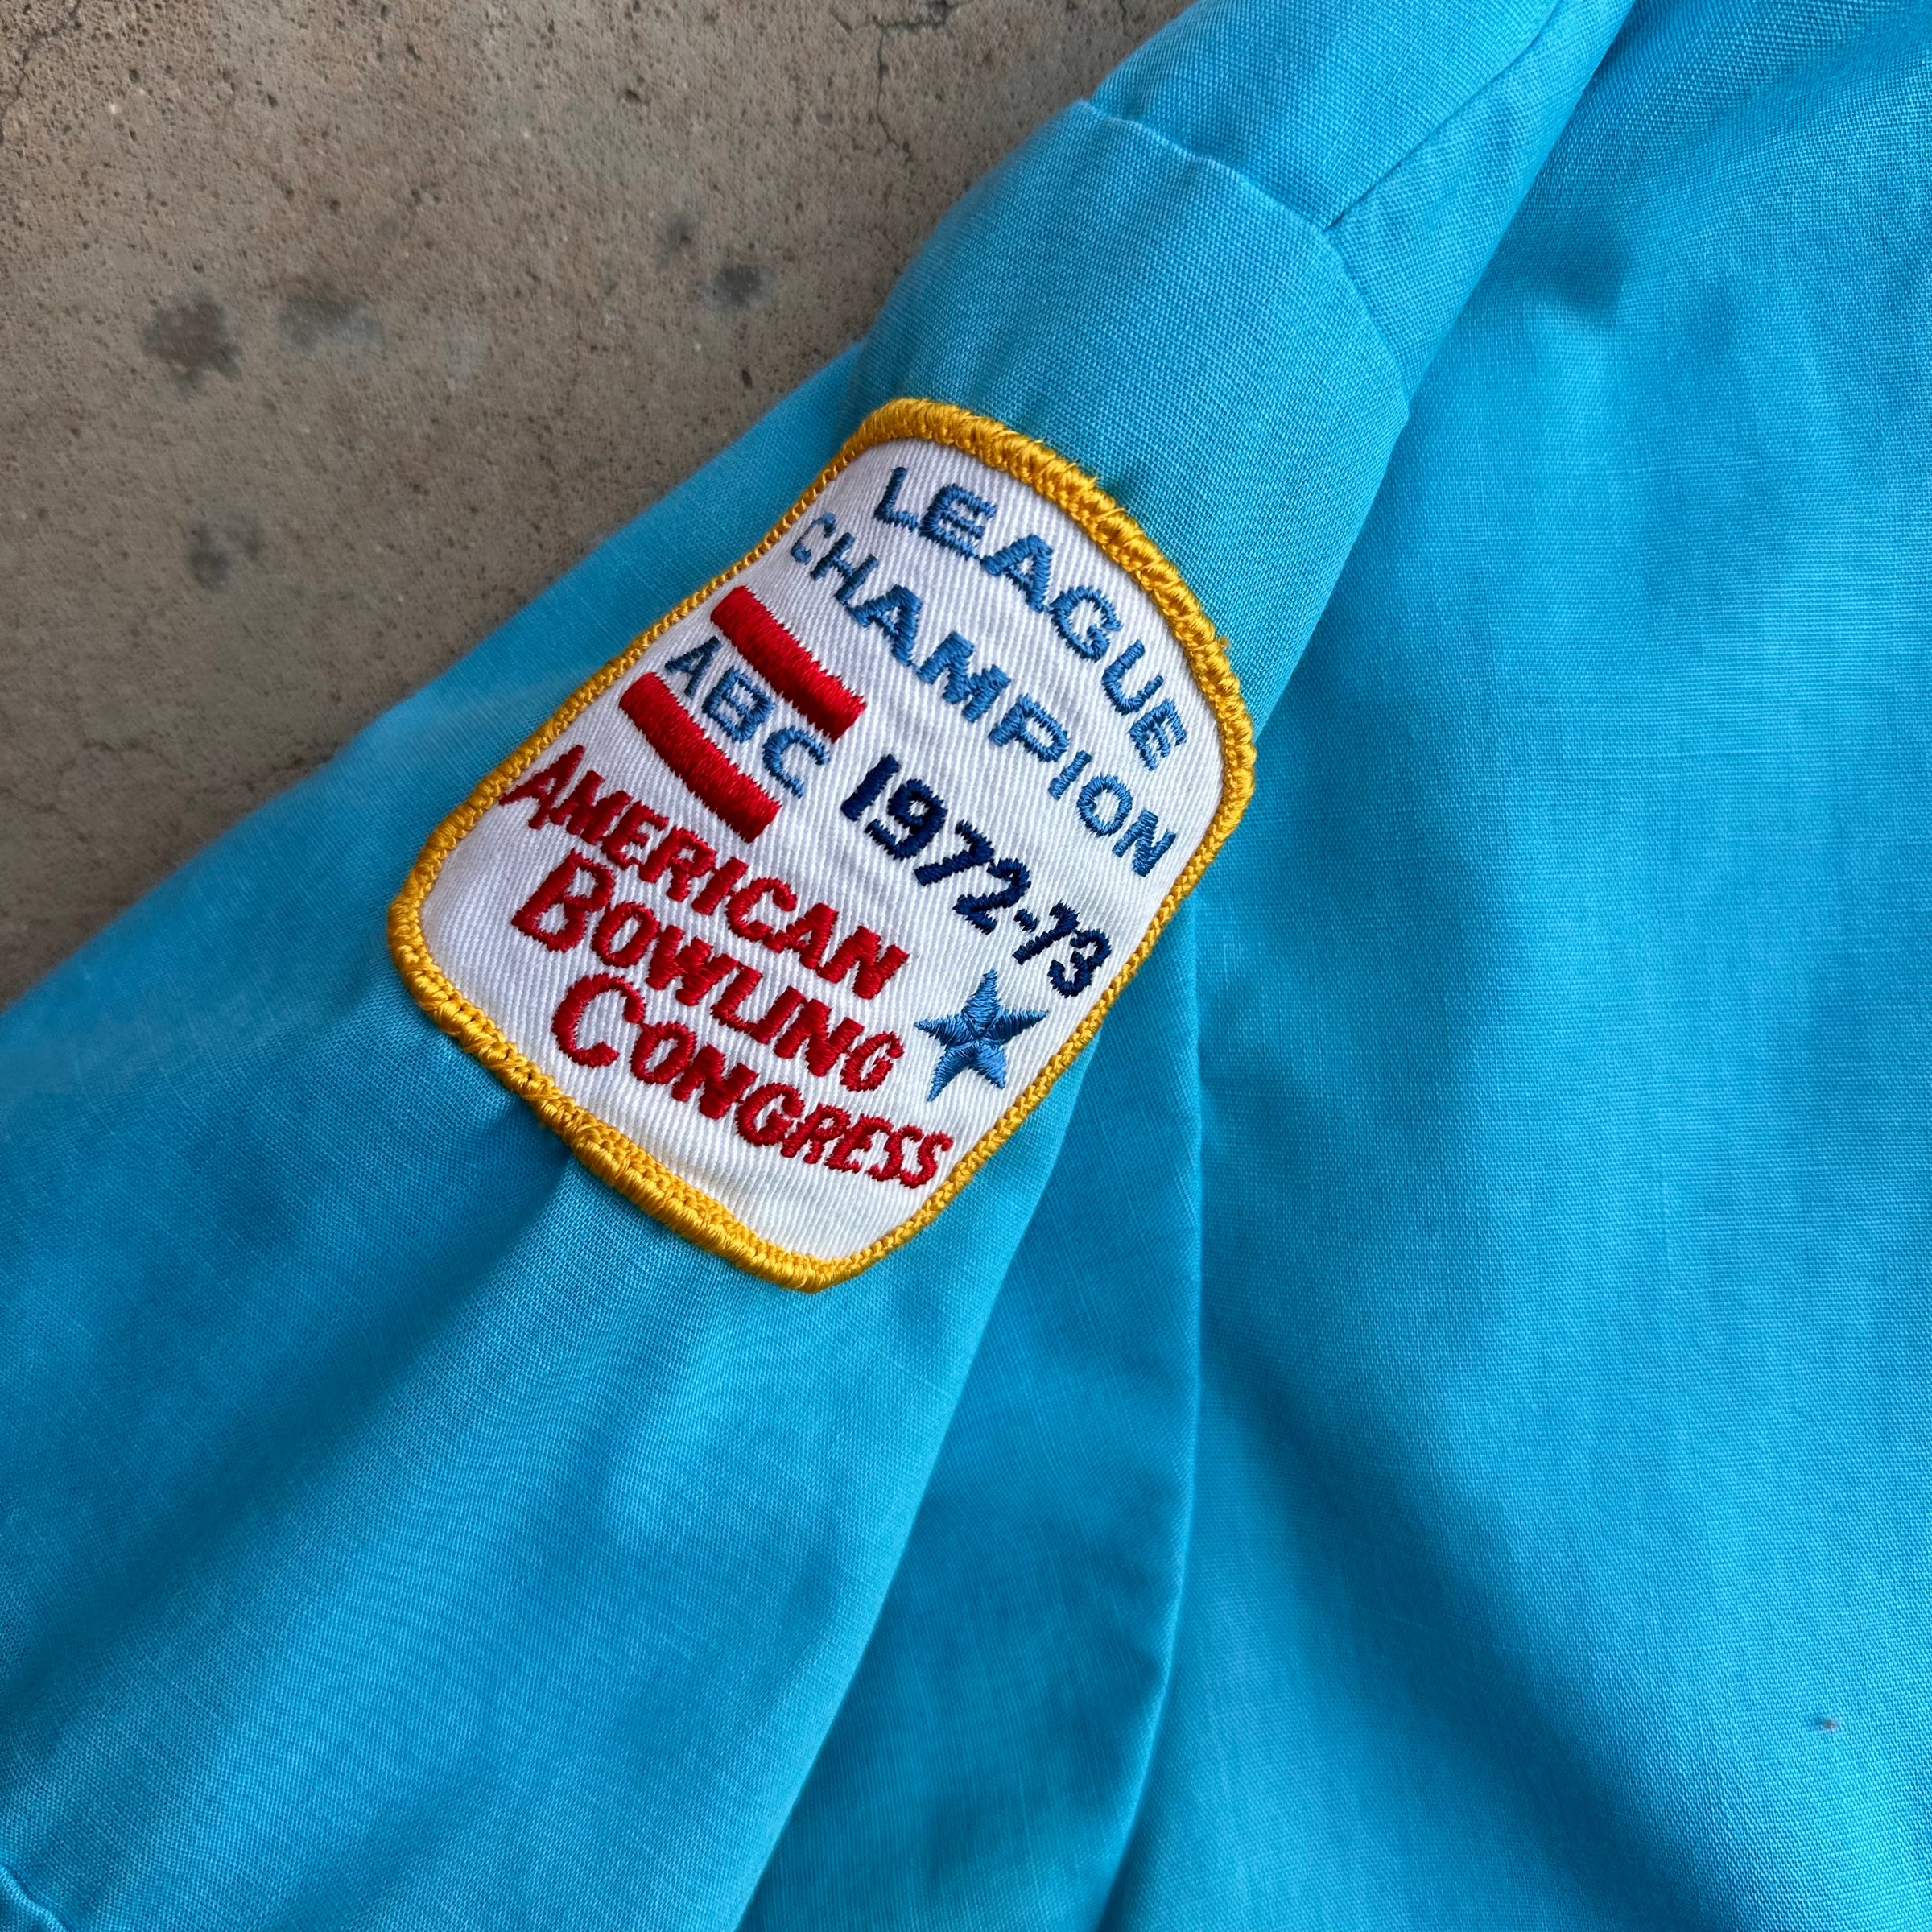 LEAGUE
CHAMPION
ABC 1972-73
AMERICAN
BOWLING
CONGRESS